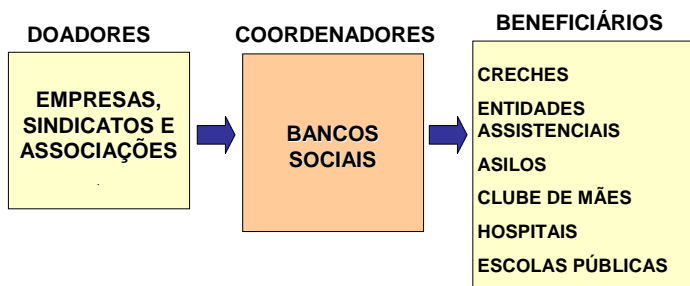 DOADORES
EMPRESAS,
SINDICATOS E
ASSOCIAÇÕES
.
COORDENADORES
BANCOS
SOCIAIS
BENEFICIÁRIOS
CRECHES
ENTIDADES
ASSISTENCIAIS
ASILOS
CLUBE DE MÃES
HOSPITAIS
ESCOLAS PÚBLICAS